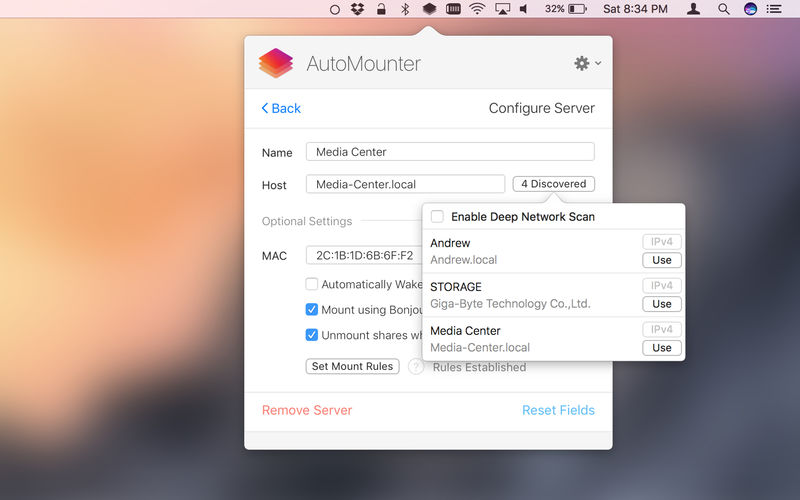 32% Sat 8:34 PM
AutoMounter
Back Configure Server
Name Media Center
Host Media-Center.local 4 Discovered
Enable Deep Network Scan
Andrew IPv4
Andrew.local Use
STORAGE IPv4
Giga-Byte Technology Co.,Ltd. Use
Media Center IPv4
Media-Center.local Use
Optional Settings
MAC 2C:1B:1D:6B:6F:F2
Automatically Wake
Mount using Bonjou
Unmount shares wh
Set Mount Rules ? Rules Established
Remove Server Reset Fields